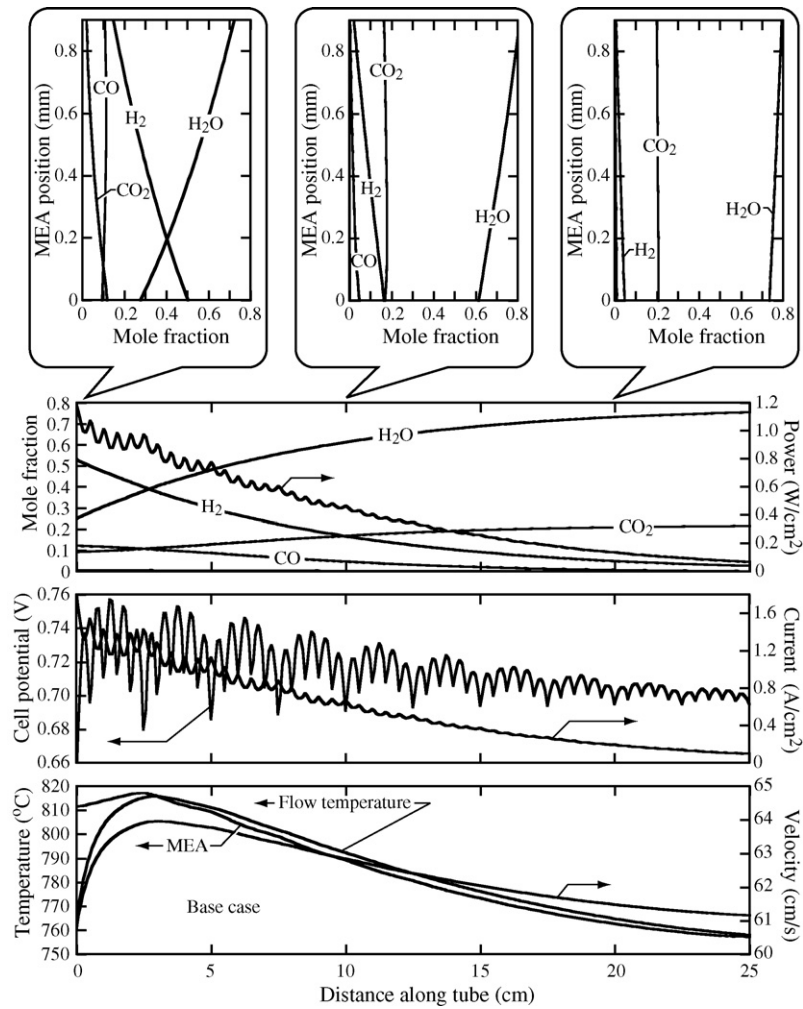 0.8
0.6
0.4
0.2
0
MEA position (mm)
CO
H2
H2O
CO2
0 0.2 0.4 0.6 0.8
Mole fraction
0.8
0.6
0.4
0.2
0
MEA position (mm)
CO2
H2
H2O
CO
0 0.2 0.4 0.6 0.8
Mole fraction
0.8
0.6
0.4
0.2
0
MEA position (mm)
CO2
H2O
H2
0 0.2 0.4 0.6 0.8
Mole fraction
0.8
0.7
0.6
0.5
0.4
0.3
0.2
0.1
0
Mole fraction
H2O
H2
CO2
CO
1.2
1.0
0.8
0.6
0.4
0.2
0
Power (W/cm2)
0.76
0.74
0.72
0.70
0.68
0.66
Cell potential (V)
1.6
1.2
0.8
0.4
0
Current (A/cm2)
820
810
800
790
780
770
760
750
Temperature (oC)
Flow temperature
MEA
Base case
65
64
63
62
61
60
Velocity (cm/s)
0 5 10 15 20 25
Distance along tube (cm)